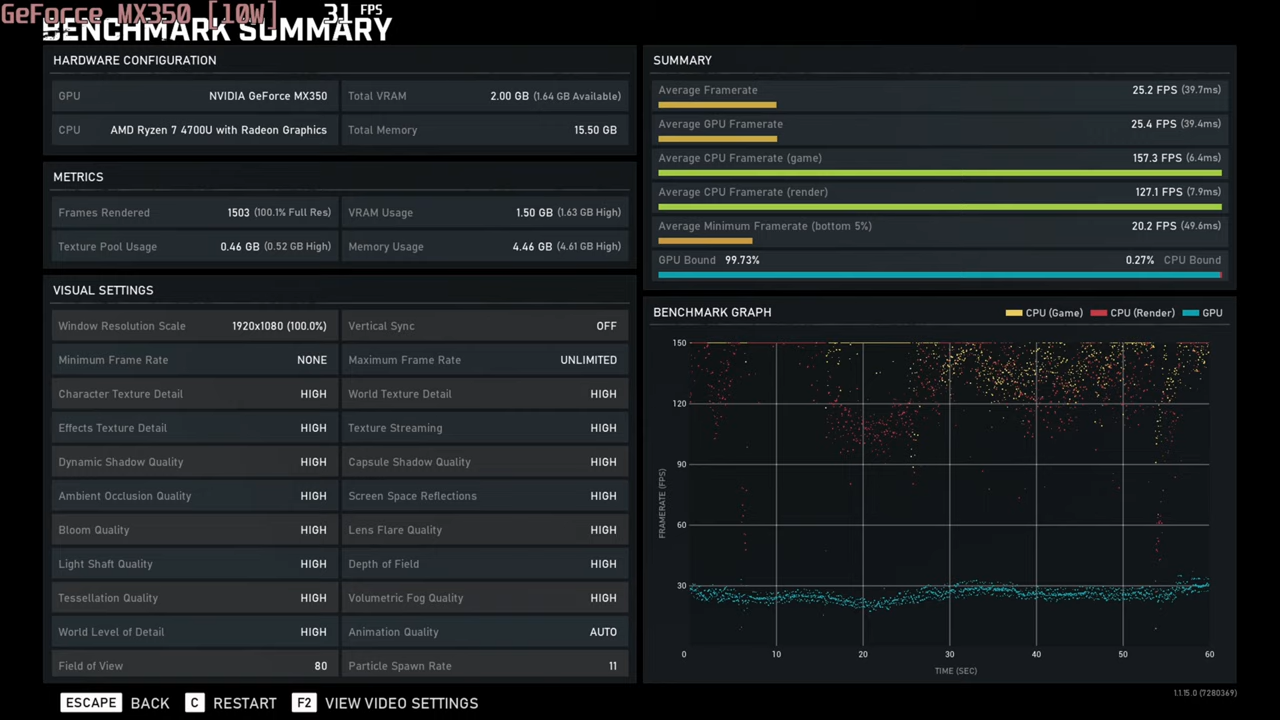 GeForce MX350 [10W] 31 FPS
BENCHMARK SUMMARY
HARDWARE CONFIGURATION
GPU NVIDIA GeForce MX350 Total VRAM 2.00 GB (1.64 GB Available)
CPU AMD Ryzen 7 4700U with Radeon Graphics Total Memory 15.50 GB
METRICS
Frames Rendered 1503 (100.1% Full Res) VRAM Usage 1.50 GB (1.63 GB High)
Texture Pool Usage 0.46 GB (0.52 GB High) Memory Usage 4.46 GB (4.61 GB High)
VISUAL SETTINGS
Window Resolution Scale 1920x1080 (100.0%) Vertical Sync OFF
Minimum Frame Rate NONE Maximum Frame Rate UNLIMITED
Character Texture Detail HIGH World Texture Detail HIGH
Effects Texture Detail HIGH Texture Streaming HIGH
Dynamic Shadow Quality HIGH Capsule Shadow Quality HIGH
Ambient Occlusion Quality HIGH Screen Space Reflections HIGH
Bloom Quality HIGH Lens Flare Quality HIGH
Light Shaft Quality HIGH Depth of Field HIGH
Tessellation Quality HIGH Volumetric Fog Quality HIGH
World Level of Detail HIGH Animation Quality AUTO
Field of View 80 Particle Spawn Rate 11
SUMMARY
Average Framerate 25.2 FPS (39.7ms)
Average GPU Framerate 25.4 FPS (39.4ms)
Average CPU Framerate (game) 157.3 FPS (6.4ms)
Average CPU Framerate (render) 127.1 FPS (7.9ms)
Average Minimum Framerate (bottom 5%) 20.2 FPS (49.6ms)
GPU Bound 99.73% 0.27% CPU Bound
BENCHMARK GRAPH CPU (Game) CPU (Render) GPU
150
120
90
60
30
FRAMERATE (FPS)
0 10 20 30 40 50 60
TIME (SEC)
ESCAPE BACK C RESTART F2 VIEW VIDEO SETTINGS
1.1.15.0 (7280369)